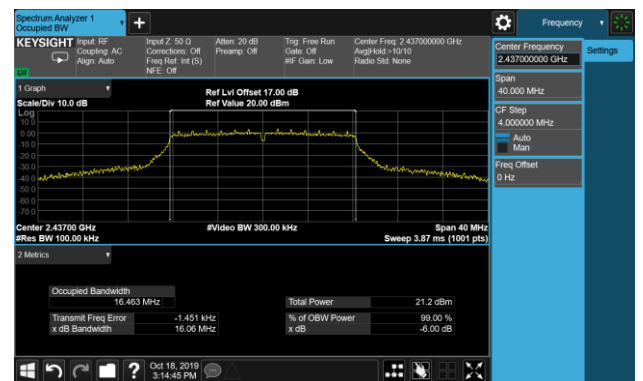 Spectrum Analyzer 1
Occupied BW
+
Frequency
KEYSIGHT
Input: RF
Coupling: AC
Align: Auto
Input Z: 50 Ω
Corrections: Off
Freq Ref: Int (S)
NFE: Off
Atten: 20 dB
Preamp: Off
Trig: Free Run
Gate: Off
#IF Gain: Low
Center Freq: 2.437000000 GHz
Avg|Hold:>10/10
Radio Std: None
LW
Center Frequency
2.437000000 GHz
Settings
Span
40.000 MHz
CF Step
4.000000 MHz
Auto
Man
Freq Offset
0 Hz
1 Graph
Ref Lvl Offset 17.00 dB
Scale/Div 10.0 dB
Ref Value 20.00 dBm
Log
10.0
0.00
-10.0
-20.0
-30.0
-40.0
-50.0
-60.0
-70.0
Center 2.43700 GHz
#Video BW 300.00 kHz
Span 40 MHz
#Res BW 100.00 kHz
Sweep 3.87 ms (1001 pts)
2 Metrics
Occupied Bandwidth
16.463 MHz
Total Power
21.2 dBm
Transmit Freq Error
-1.451 kHz
% of OBW Power
99.00 %
x dB Bandwidth
16.06 MHz
x dB
-6.00 dB
?
Oct 18, 2019
3:14:45 PM